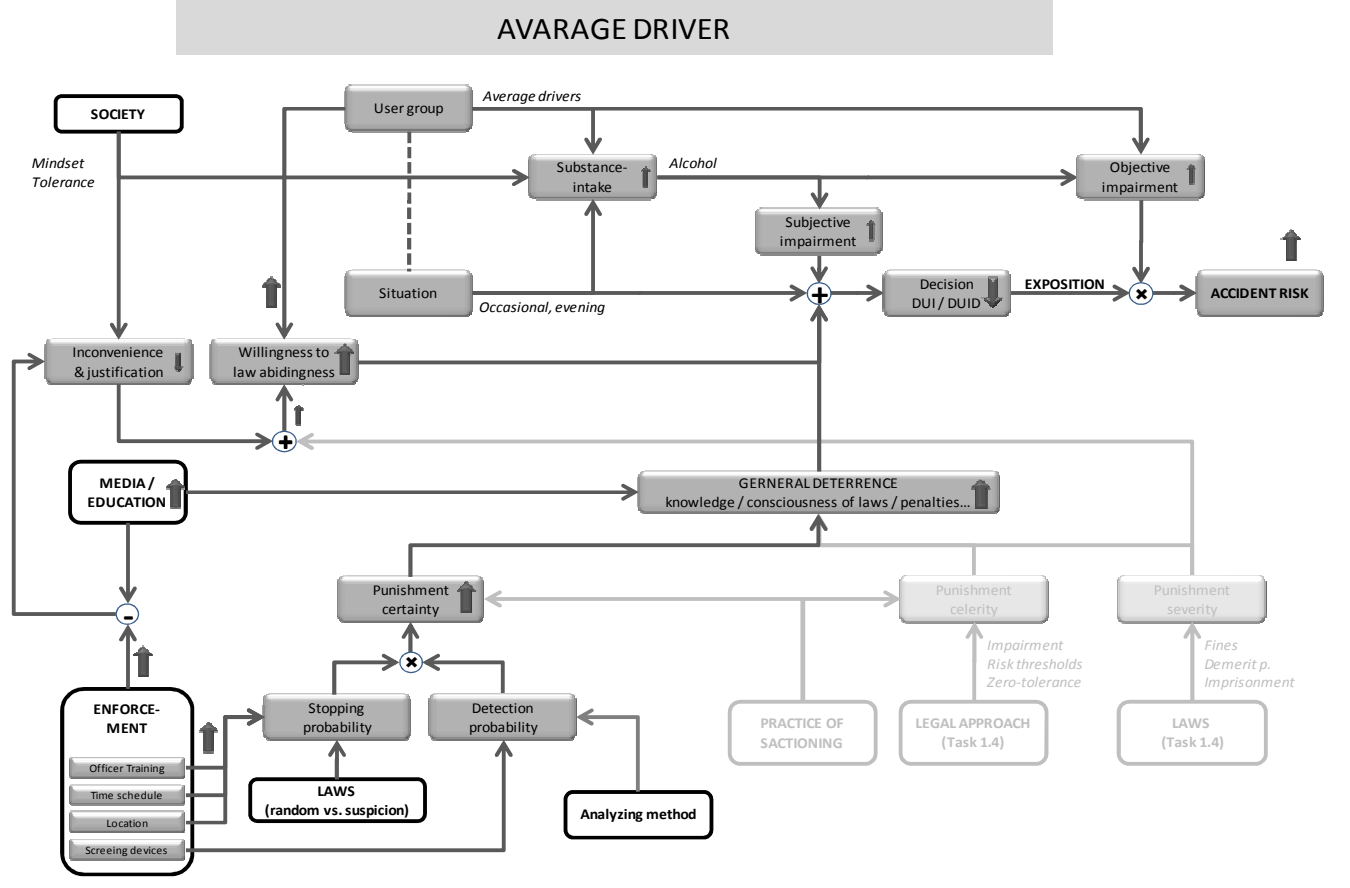 AVARAGE DRIVER
SOCIETY
User group
Average drivers
Mindset
Tolerance
Substance-
intake
Alcohol
Objective
impairment
Subjective
impairment
Situation
Occasional, evening
+
Decision
DUI / DUID
EXPOSITION
×
ACCIDENT RISK
Inconvenience
& justification
Willingness to
law abidingness
+
MEDIA /
EDUCATION
GERNERAL DETERRENCE
knowledge / consciousness of laws / penalties...
Punishment
certainty
Punishment
celerity
Punishment
severity
-
×
Impairment
Risk thresholds
Zero-tolerance
Fines
Demerit p.
Imprisonment
ENFORCE-
MENT
Stopping
probability
Detection
probability
PRACTICE OF
SACTIONING
LEGAL APPROACH
(Task 1.4)
LAWS
(Task 1.4)
Officer Training
Time schedule
Location
Screeing devices
LAWS
(random vs. suspicion)
Analyzing method